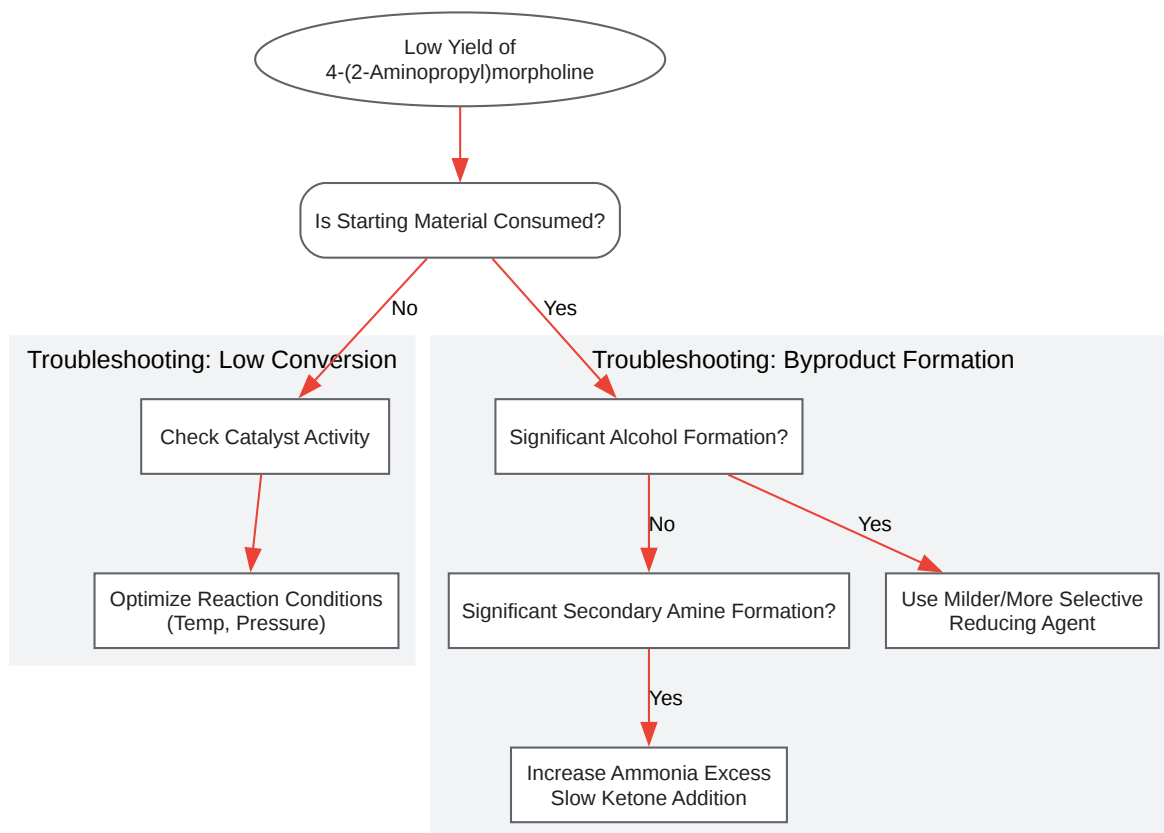 Low Yield of
4-(2-Aminopropyl)morpholine
Is Starting Material Consumed?
No
Yes
Troubleshooting: Low Conversion
Troubleshooting: Byproduct Formation
Check Catalyst Activity
Significant Alcohol Formation?
No
Yes
Optimize Reaction Conditions
(Temp, Pressure)
Significant Secondary Amine Formation?
Use Milder/More Selective
Reducing Agent
Yes
Increase Ammonia Excess
Slow Ketone Addition